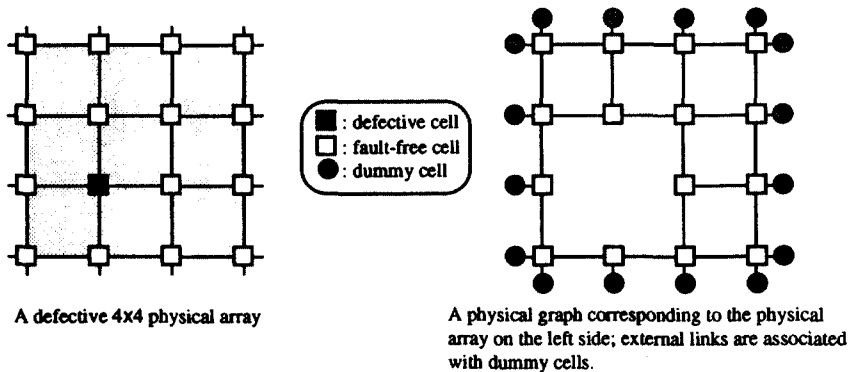 : defective cell
: fault-free cell
: dummy cell
A defective 4x4 physical array
A physical graph corresponding to the physical
array on the left side; external links are associated
with dummy cells.